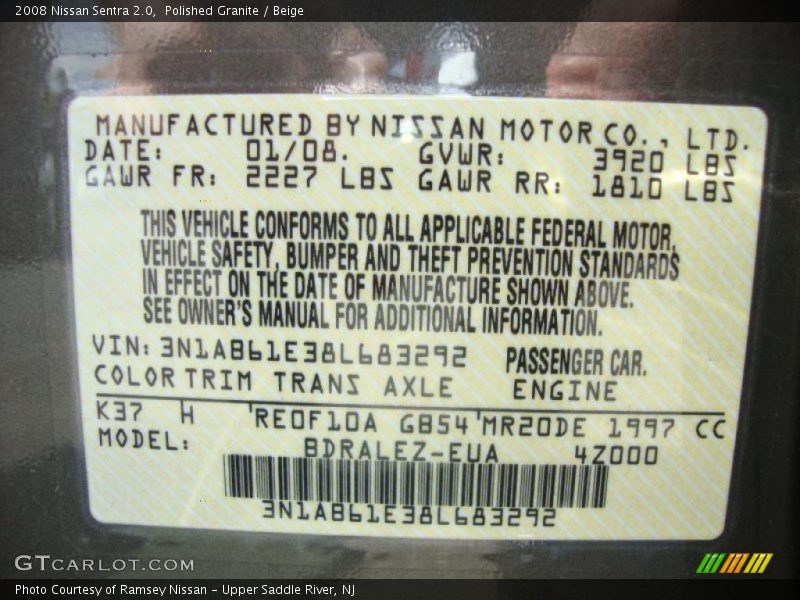 2008 Nissan Sentra 2.0,  Polished Granite / Beige
MANUFACTURED BY NISSAN MOTOR CO., LTD.
DATE: 01/08. GVWR: 3920 LBS
GAWR FR: 2227 LBS GAWR RR: 1810 LBS
THIS VEHICLE CONFORMS TO ALL APPLICABLE FEDERAL MOTOR
VEHICLE SAFETY, BUMPER AND THEFT PREVENTION STANDARDS
IN EFFECT ON THE DATE OF MANUFACTURE SHOWN ABOVE.
SEE OWNER'S MANUAL FOR ADDITIONAL INFORMATION.
VIN: 3N1AB61E38L683292 PASSENGER CAR.
COLOR TRIM TRANS AXLE ENGINE
K37 H 'RE0F10A GB54'MR20DE 1997 CC
MODEL: BDRALEZ-EUA 4Z000
3N1AB61E38L683292
GTCARLOT.COM
Photo Courtesy of Ramsey Nissan - Upper Saddle River, NJ